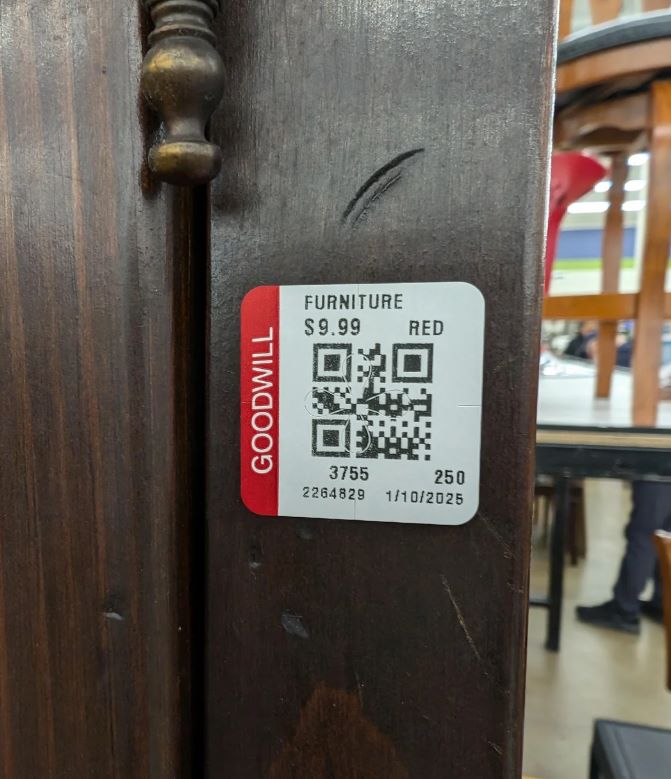 GOODWILL
FURNITURE
$9.99 RED
3755 250
2264829 1/10/2025